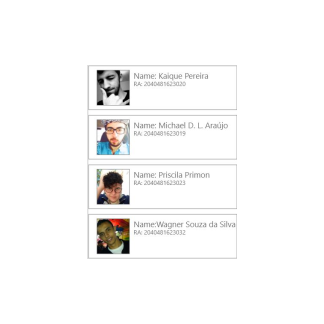 Name: Kaique Pereira
RA: 2040481623020
Name: Michael D. L. Araújo
RA: 2040481623019
Name: Priscila Primon
RA: 2040481623023
Name:Wagner Souza da Silva
RA: 2040481623032